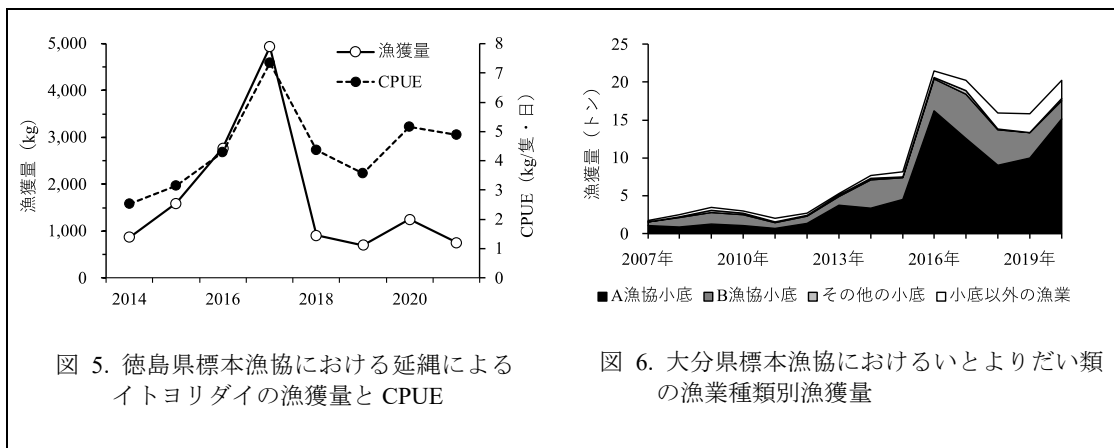 5,000
4,000
3,000
2,000
1,000
0
漁獲量（kg）
8
7
6
5
4
3
2
1
0
CPUE（kg/隻・日）
漁獲量
CPUE
2014
2016
2018
2020
図 5. 徳島県標本漁協における延縄による
イトヨリダイの漁獲量と CPUE
25
20
15
10
5
0
漁獲量（トン）
2007年
2010年
2013年
2016年
2019年
A漁協小底 B漁協小底 その他の小底 小底以外の漁業
図 6. 大分県標本漁協におけるいとよりだい類
の漁業種類別漁獲量